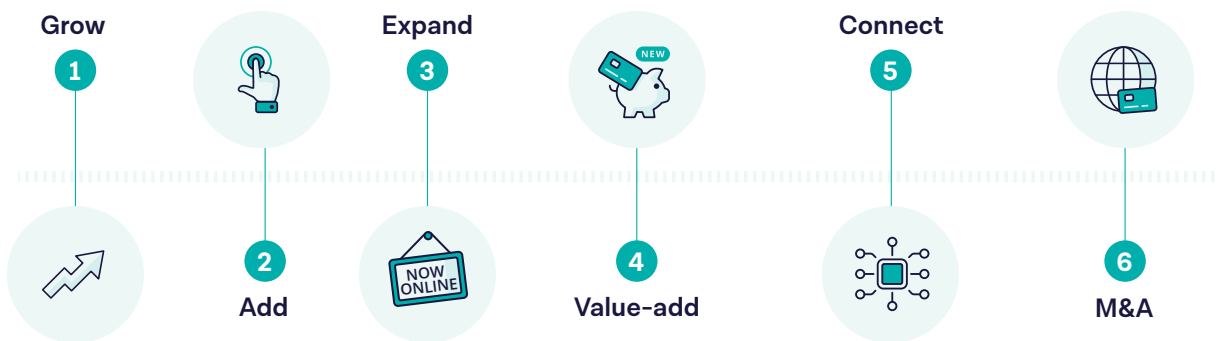 Grow
1
2
Add
Expand
3
NOW
ONLINE
NEW
4
Value-add
Connect
5
6
M&A